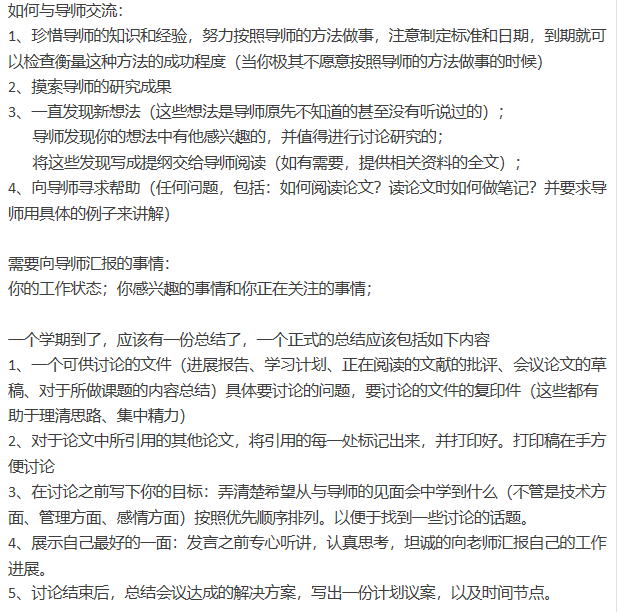 如何与导师交流：
1、珍惜导师的知识和经验，努力按照导师的方法做事，注意制定标准和日期，到期就可
以检查衡量这种方法的成功程度（当你极其不愿意按照导师的方法做事的时候）
2、摸索导师的研究成果
3、一直发现新想法（这些想法是导师原先不知道的甚至没有听说过的）；
导师发现你的想法中有他感兴趣的，并值得进行讨论研究的；
将这些发现写成提纲交给导师阅读（如有需要，提供相关资料的全文）；
4、向导师寻求帮助（任何问题，包括：如何阅读论文？读论文时如何做笔记？并要求导
师用具体的例子来讲解）
需要向导师汇报的事情：
你的工作状态；你感兴趣的事情和你正在关注的事情；
一个学期到了，应该有一份总结了，一个正式的总结应该包括如下内容
1、一个可供讨论的文件（进展报告、学习计划、正在阅读的文献的批评、会议论文的草
稿、对于所做课题的内容总结）具体要讨论的问题，要讨论的文件的复印件（这些都有
助于理清思路、集中精力）
2、对于论文中所引用的其他论文，将引用的每一处标记出来，并打印好。打印稿在手方
便讨论
3、在讨论之前写下你的目标：弄清楚希望从与导师的见面会中学到什么（不管是技术方
面、管理方面、感情方面）按照优先顺序排列。以便于找到一些讨论的话题。
4、展示自己最好的一面：发言之前专心听讲，认真思考，坦诚的向老师汇报自己的工作
进展。
5、讨论结束后，总结会议达成的解决方案，写出一份计划议案，以及时间节点。